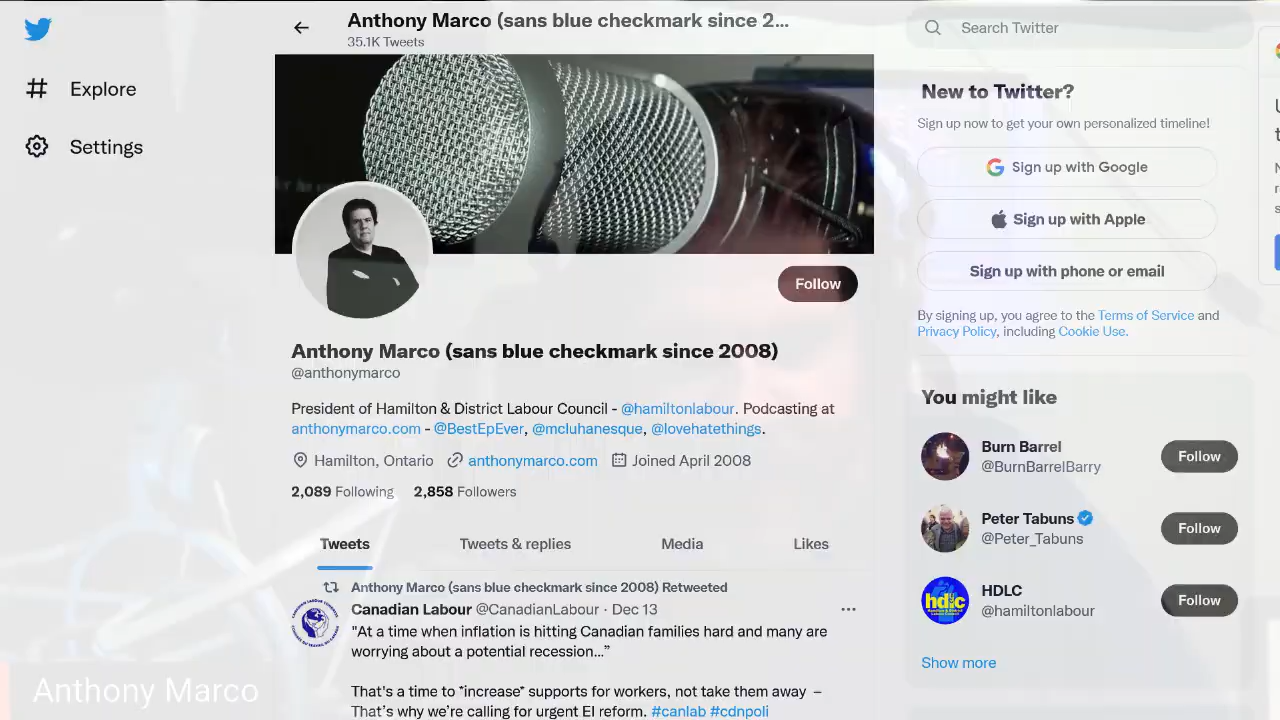 Anthony Marco (sans blue checkmark since 2...
35.1K Tweets
Search Twitter
Explore
Settings
New to Twitter?
Sign up now to get your own personalized timeline!
Sign up with Google
Sign up with Apple
Sign up with phone or email
By signing up, you agree to the Terms of Service and
Privacy Policy, including Cookie Use.
Follow
Anthony Marco (sans blue checkmark since 2008)
@anthonymarco
President of Hamilton & District Labour Council - @hamiltonlabour. Podcasting at
anthonymarco.com - @BestEpEver, @mcluhanesque, @lovehatethings.
Hamilton, Ontario anthonymarco.com Joined April 2008
2,089 Following 2,858 Followers
Tweets Tweets & replies Media Likes
Anthony Marco (sans blue checkmark since 2008) Retweeted
Canadian Labour @CanadianLabour · Dec 13
"At a time when inflation is hitting Canadian families hard and many are
worrying about a potential recession…”
That's a time to *increase* supports for workers, not take them away –
That’s why we’re calling for urgent EI reform. #canlab #cdnpoli
You might like
Burn Barrel
@BurnBarrelBarry
Follow
Peter Tabuns
@Peter_Tabuns
Follow
hdlc
HDLC
@hamiltonlabour
Follow
Show more
Anthony Marco